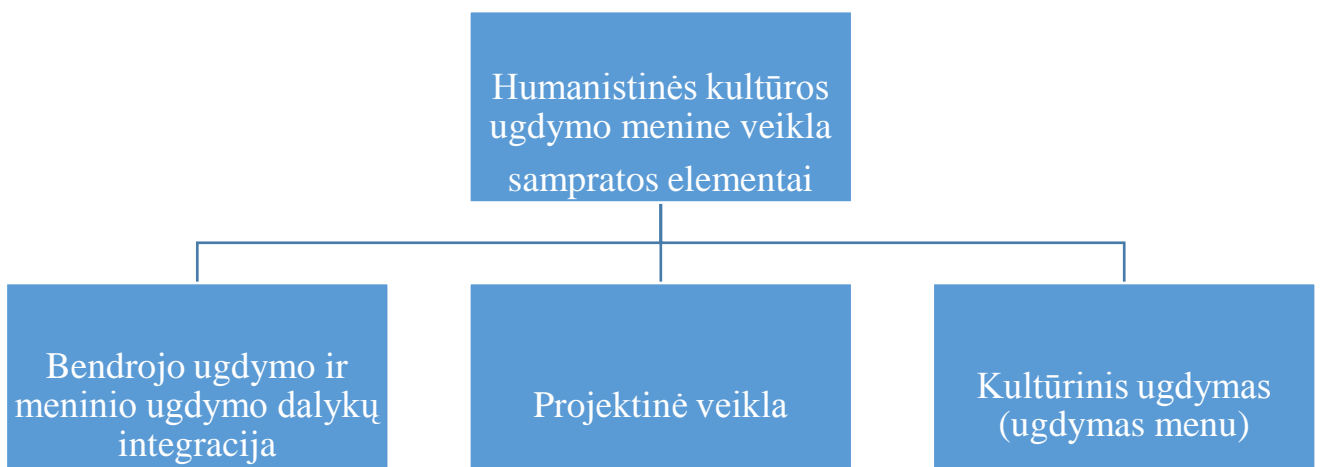 Humanistinės kultūros
ugdymo menine veikla
sampratos elementai
Bendrojo ugdymo ir
meninio ugdymo dalykų
integracija
Projektinė veikla
Kultūrinis ugdymas
(ugdymas menu)